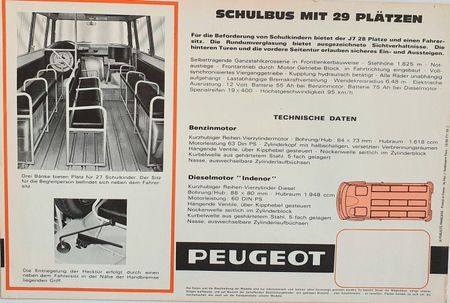 SCHULBUS MIT 29 PLÄTZEN
Für die Beförderung von Schulkindern bietet der J7 28 Plätze und einen Fahrer-
sitz. Die Rundumverglasung bietet ausgezeichnete Sichtverhältnisse. Die
hinteren Türen und die vordere Seitentür erlauben sicheres Ein- und Aussteigen.
Selbsttragende Ganzstahlkarosserie in Frontlenkerbauweise - Stehhöhe 1.825 m - Not-
ausstiege - Frontantrieb durch Motor-Getriebe-Block, in Fahrtrichtung eingebaut - Voll-
synchronisiertes Vierganggetriebe - Kupplung hydraulisch betätigt - Alle Räder unabhängig
aufgehängt - Lastabhängige Bremskraftverteilung - Wendekreisradius 6,48 m - Elektrische
Ausrüstung 12 Volt, Batterie 55 Ah bei Benzinmotor, Batterie 75 Ah bei Dieselmotor
Spezialreifen 19 x 400 - Höchstgeschwindigkeit 95 km/h.
TECHNISCHE DATEN
Benzinmotor
Kurzhubiger Reihen-Vierzylindermotor - Bohrung/Hub: 84 x 73 mm - Hubraum: 1.618 ccm
Motorleistung 63 Din PS - Zylinderkopf mit halbscheligen, versetzten Verbrennungsräumen
Hängende Ventile, über Kipphebel gesteuert - Nockenwelle seitlich im Zylinderblock
Kurbelwelle aus gehärtetem Stahl, 5-fach gelagert
Nasse, auswechselbare Zylinderlaufbüchsen
Dieselmotor "Indenor"
Kurzhubiger Reihen-Vierzylinder-Diesel
Bohrung/Hub: 88 x 80 mm - Hubraum: 1.948 ccm
Motorleistung: 60 DIN PS
Hängende Ventile, über Kipphebel gesteuert
Nockenwelle seitlich im Zylinderblock
Kurbelwelle aus gehärtetem Stahl, 5-fach gelagert
Nasse, auswechselbare Zylinderlaufbüchsen
Drei Bänke bieten Platz für 27 Schulkinder. Der Sitz
für die Begleitperson befindet sich neben dem Fahrer-
sitz.
Die Entriegelung der Hecktür erfolgt durch einen
neben dem Fahrersitz in der Nähe der Handbremse
liegenden Griff.
PEUGEOT